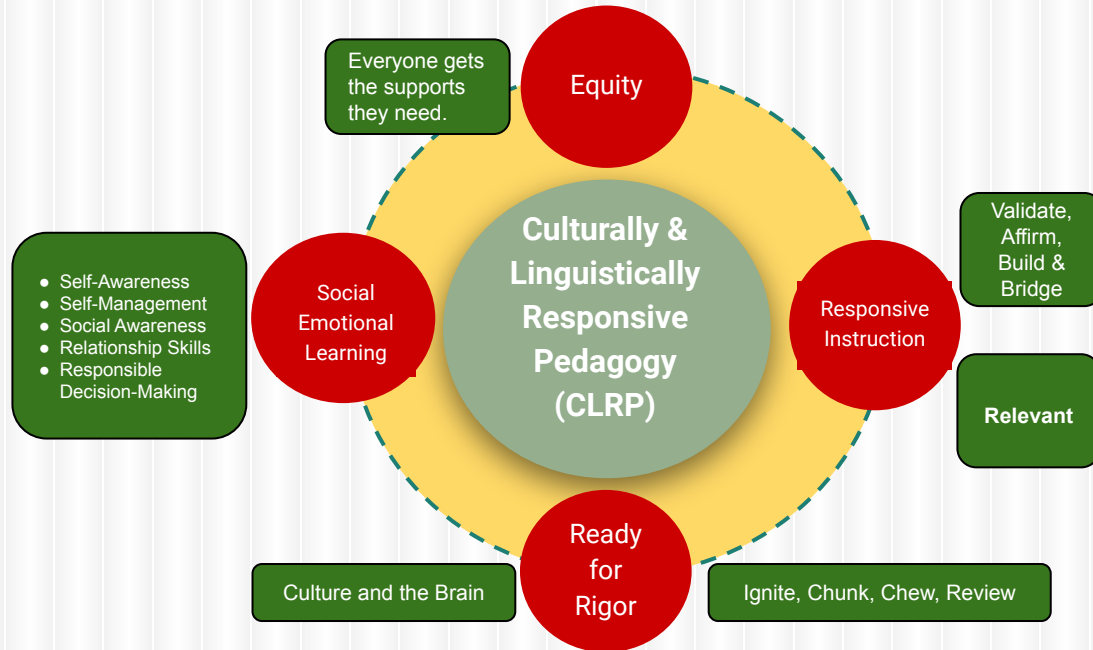 Everyone gets
the supports
they need.
Equity
Culturally &
Linguistically
Responsive
Pedagogy
(CLRP)
Validate,
Affirm,
Build &
Bridge
● Self-Awareness
● Self-Management
● Social Awareness
● Relationship Skills
● Responsible
Decision-Making
Social
Emotional
Learning
Responsive
Instruction
Relevant
Ready
for
Rigor
Culture and the Brain
Ignite, Chunk, Chew, Review